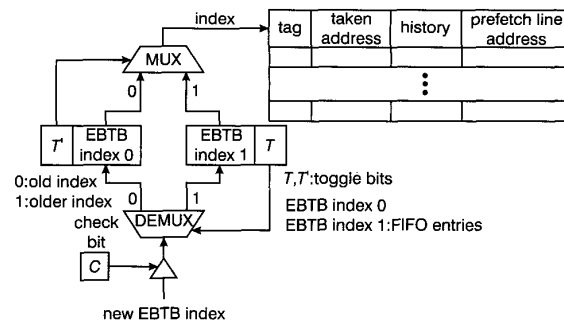 index
tag
taken address
history
prefetch line address
MUX
0
1
T'
EBTB index 0
EBTB index 1
T
0:old index
1:older index
0
1
T,T':toggle bits
EBTB index 0
EBTB index 1:FIFO entries
DEMUX
check bit
C
new EBTB index